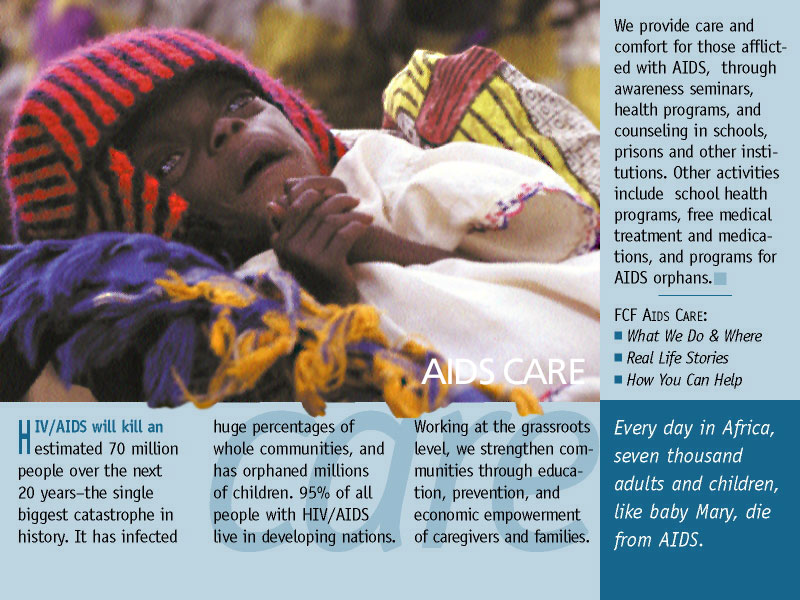 We provide care and
comfort for those afflict-
ed with AIDS, through
awareness seminars,
health programs, and
counseling in schools,
prisons and other insti-
tutions. Other activities
include school health
programs, free medical
treatment and medica-
tions, and programs for
AIDS orphans.
FCF AIDS CARE:
What We Do & Where
Real Life Stories
How You Can Help
AIDS CARE
care
HIV/AIDS will kill an
estimated 70 million
people over the next
20 years–the single
biggest catastrophe in
history. It has infected
huge percentages of
whole communities, and
has orphaned millions
of children. 95% of all
people with HIV/AIDS
live in developing nations.
Working at the grassroots
level, we strengthen com-
munities through educa-
tion, prevention, and
economic empowerment
of caregivers and families.
Every day in Africa,
seven thousand
adults and children,
like baby Mary, die
from AIDS.